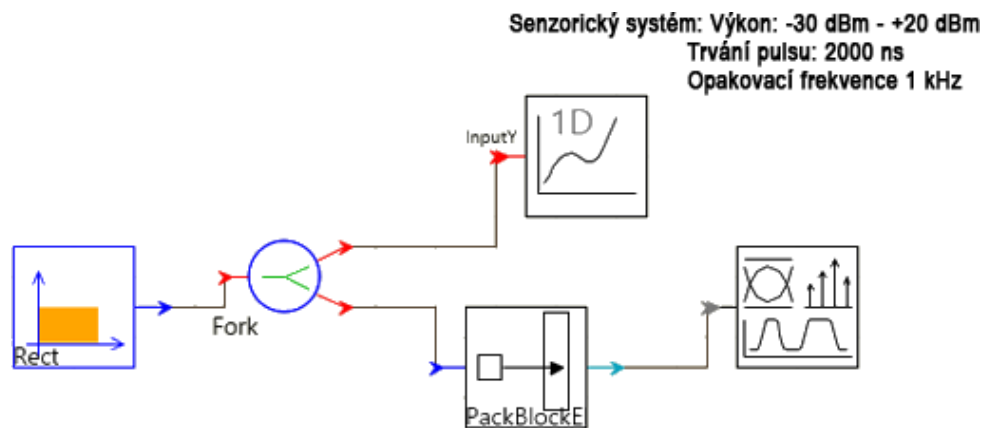 Senzorický systém: Výkon: -30 dBm - +20 dBm
Trvání pulsu: 2000 ns
Opakovací frekvence 1 kHz
1D
InputY
Fork
Rect
PackBlockE